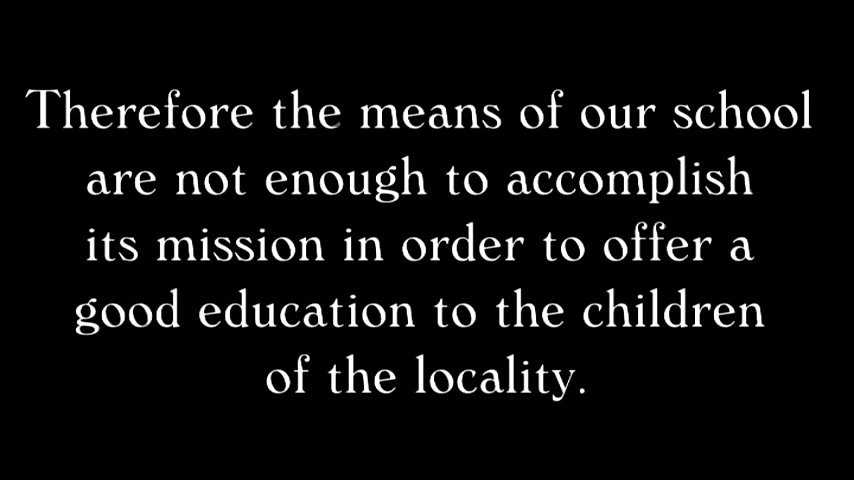 Therefore the means of our school
are not enough to accomplish
its mission in order to offer a
good education to the children
of the locality.